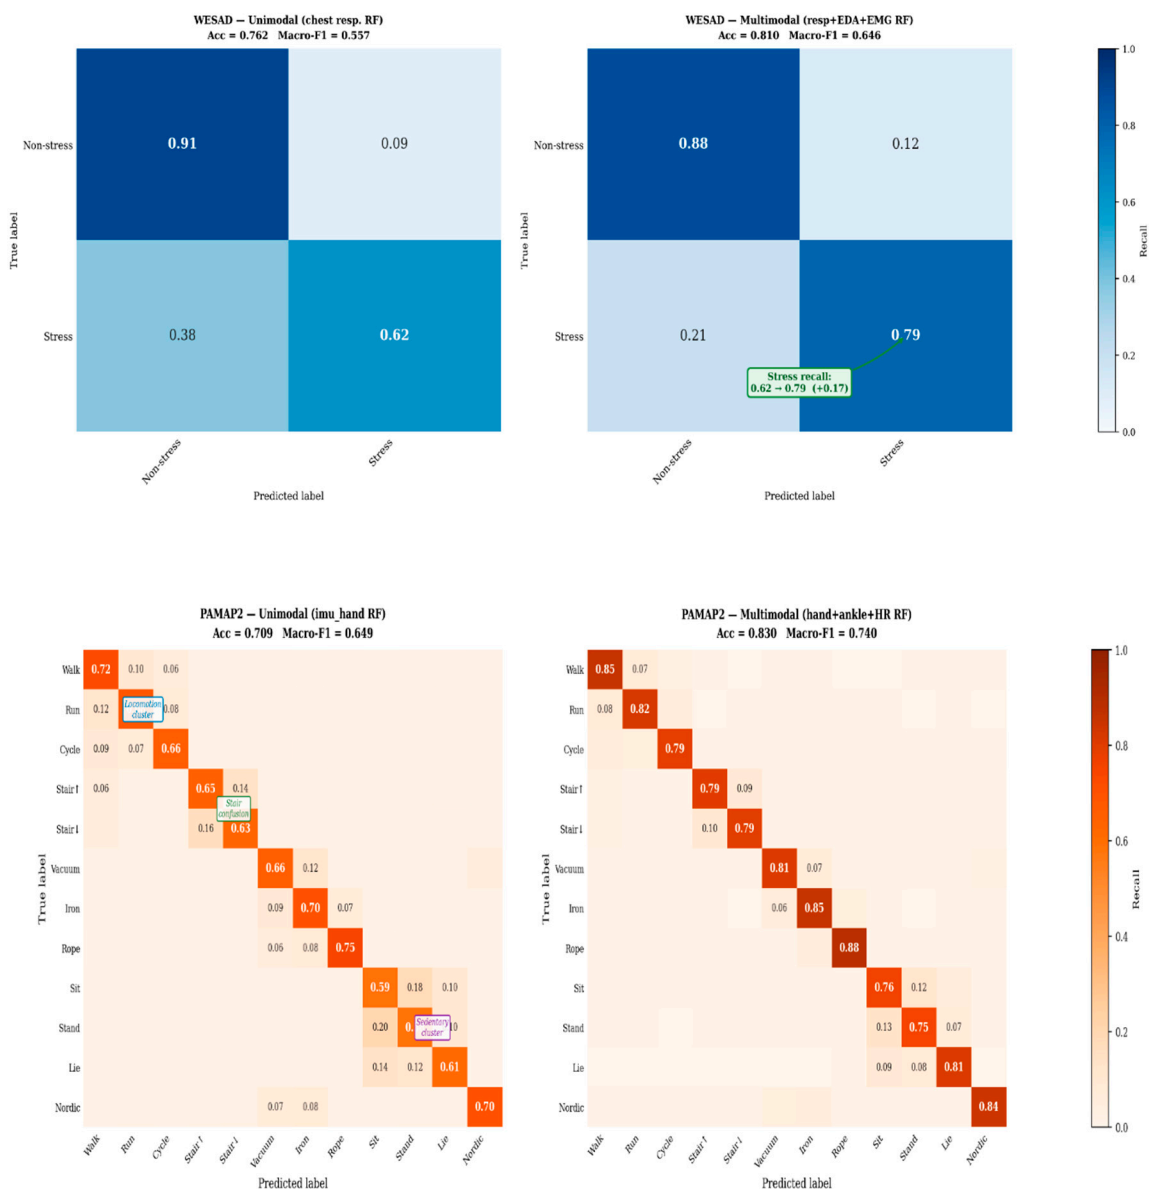 WESAD — Unimodal (chest resp. RF)
Acc = 0.762 Macro-F1 = 0.557
Non-stress 0.91 0.09
Stress 0.38 0.62
True label
Non-stress Stress
Predicted label
WESAD — Multimodal (resp+EDA+EMG RF)
Acc = 0.810 Macro-F1 = 0.646
Non-stress 0.88 0.12
Stress 0.21 0.79
Stress recall:
0.62 → 0.79 (+0.17)
True label
Non-stress Stress
Predicted label
1.0
0.8
0.6
0.4
0.2
0.0
Recall
PAMAP2 — Unimodal (imu_hand RF)
Acc = 0.709 Macro-F1 = 0.649
Walk 0.72 0.10 0.06
Run 0.12 0.08
Locomotion
cluster
Cycle 0.09 0.07 0.66
Stair↑ 0.06 0.65 0.14
Stair
confusion
Stair↓ 0.16 0.63
Vacuum 0.66 0.12
Iron 0.09 0.70 0.07
Rope 0.06 0.08 0.75
Sit 0.59 0.18 0.10
Stand 0.20
Sedentary
cluster
Lie 0.14 0.12 0.61
Nordic 0.07 0.08 0.70
True label
Walk Run Cycle Stair↑ Stair↓ Vacuum Iron Rope Sit Stand Lie Nordic
Predicted label
PAMAP2 — Multimodal (hand+ankle+HR RF)
Acc = 0.830 Macro-F1 = 0.740
Walk 0.85 0.07
Run 0.08 0.82
Cycle 0.79
Stair↑ 0.79 0.09
Stair↓ 0.10 0.79
Vacuum 0.81 0.07
Iron 0.06 0.85
Rope 0.88
Sit 0.76 0.12
Stand 0.13 0.75 0.07
Lie 0.09 0.08 0.81
Nordic 0.84
True label
Walk Run Cycle Stair↑ Stair↓ Vacuum Iron Rope Sit Stand Lie Nordic
Predicted label
1.0
0.8
0.6
0.4
0.2
0.0
Recall